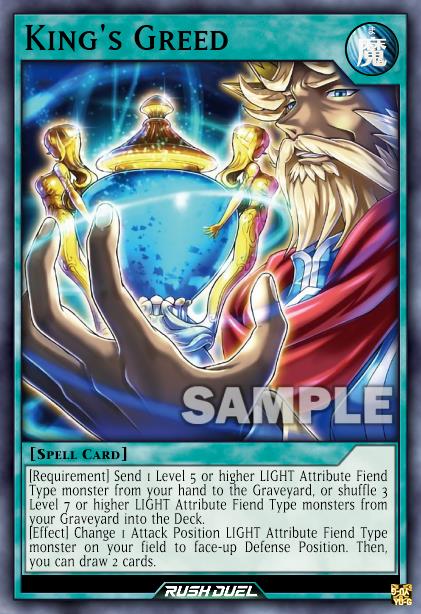 King's Greed
ま
魔
SAMPLE
[Spell Card]
[Requirement] Send 1 Level 5 or higher LIGHT Attribute Fiend
Type monster from your hand to the Graveyard, or shuffle 3
Level 7 or higher LIGHT Attribute Fiend Type monsters from
your Graveyard into the Deck.
[Effect] Change 1 Attack Position LIGHT Attribute Fiend Type
monster on your field to face-up Defense Position. Then,
you can draw 2 cards.
RUSH DUEL